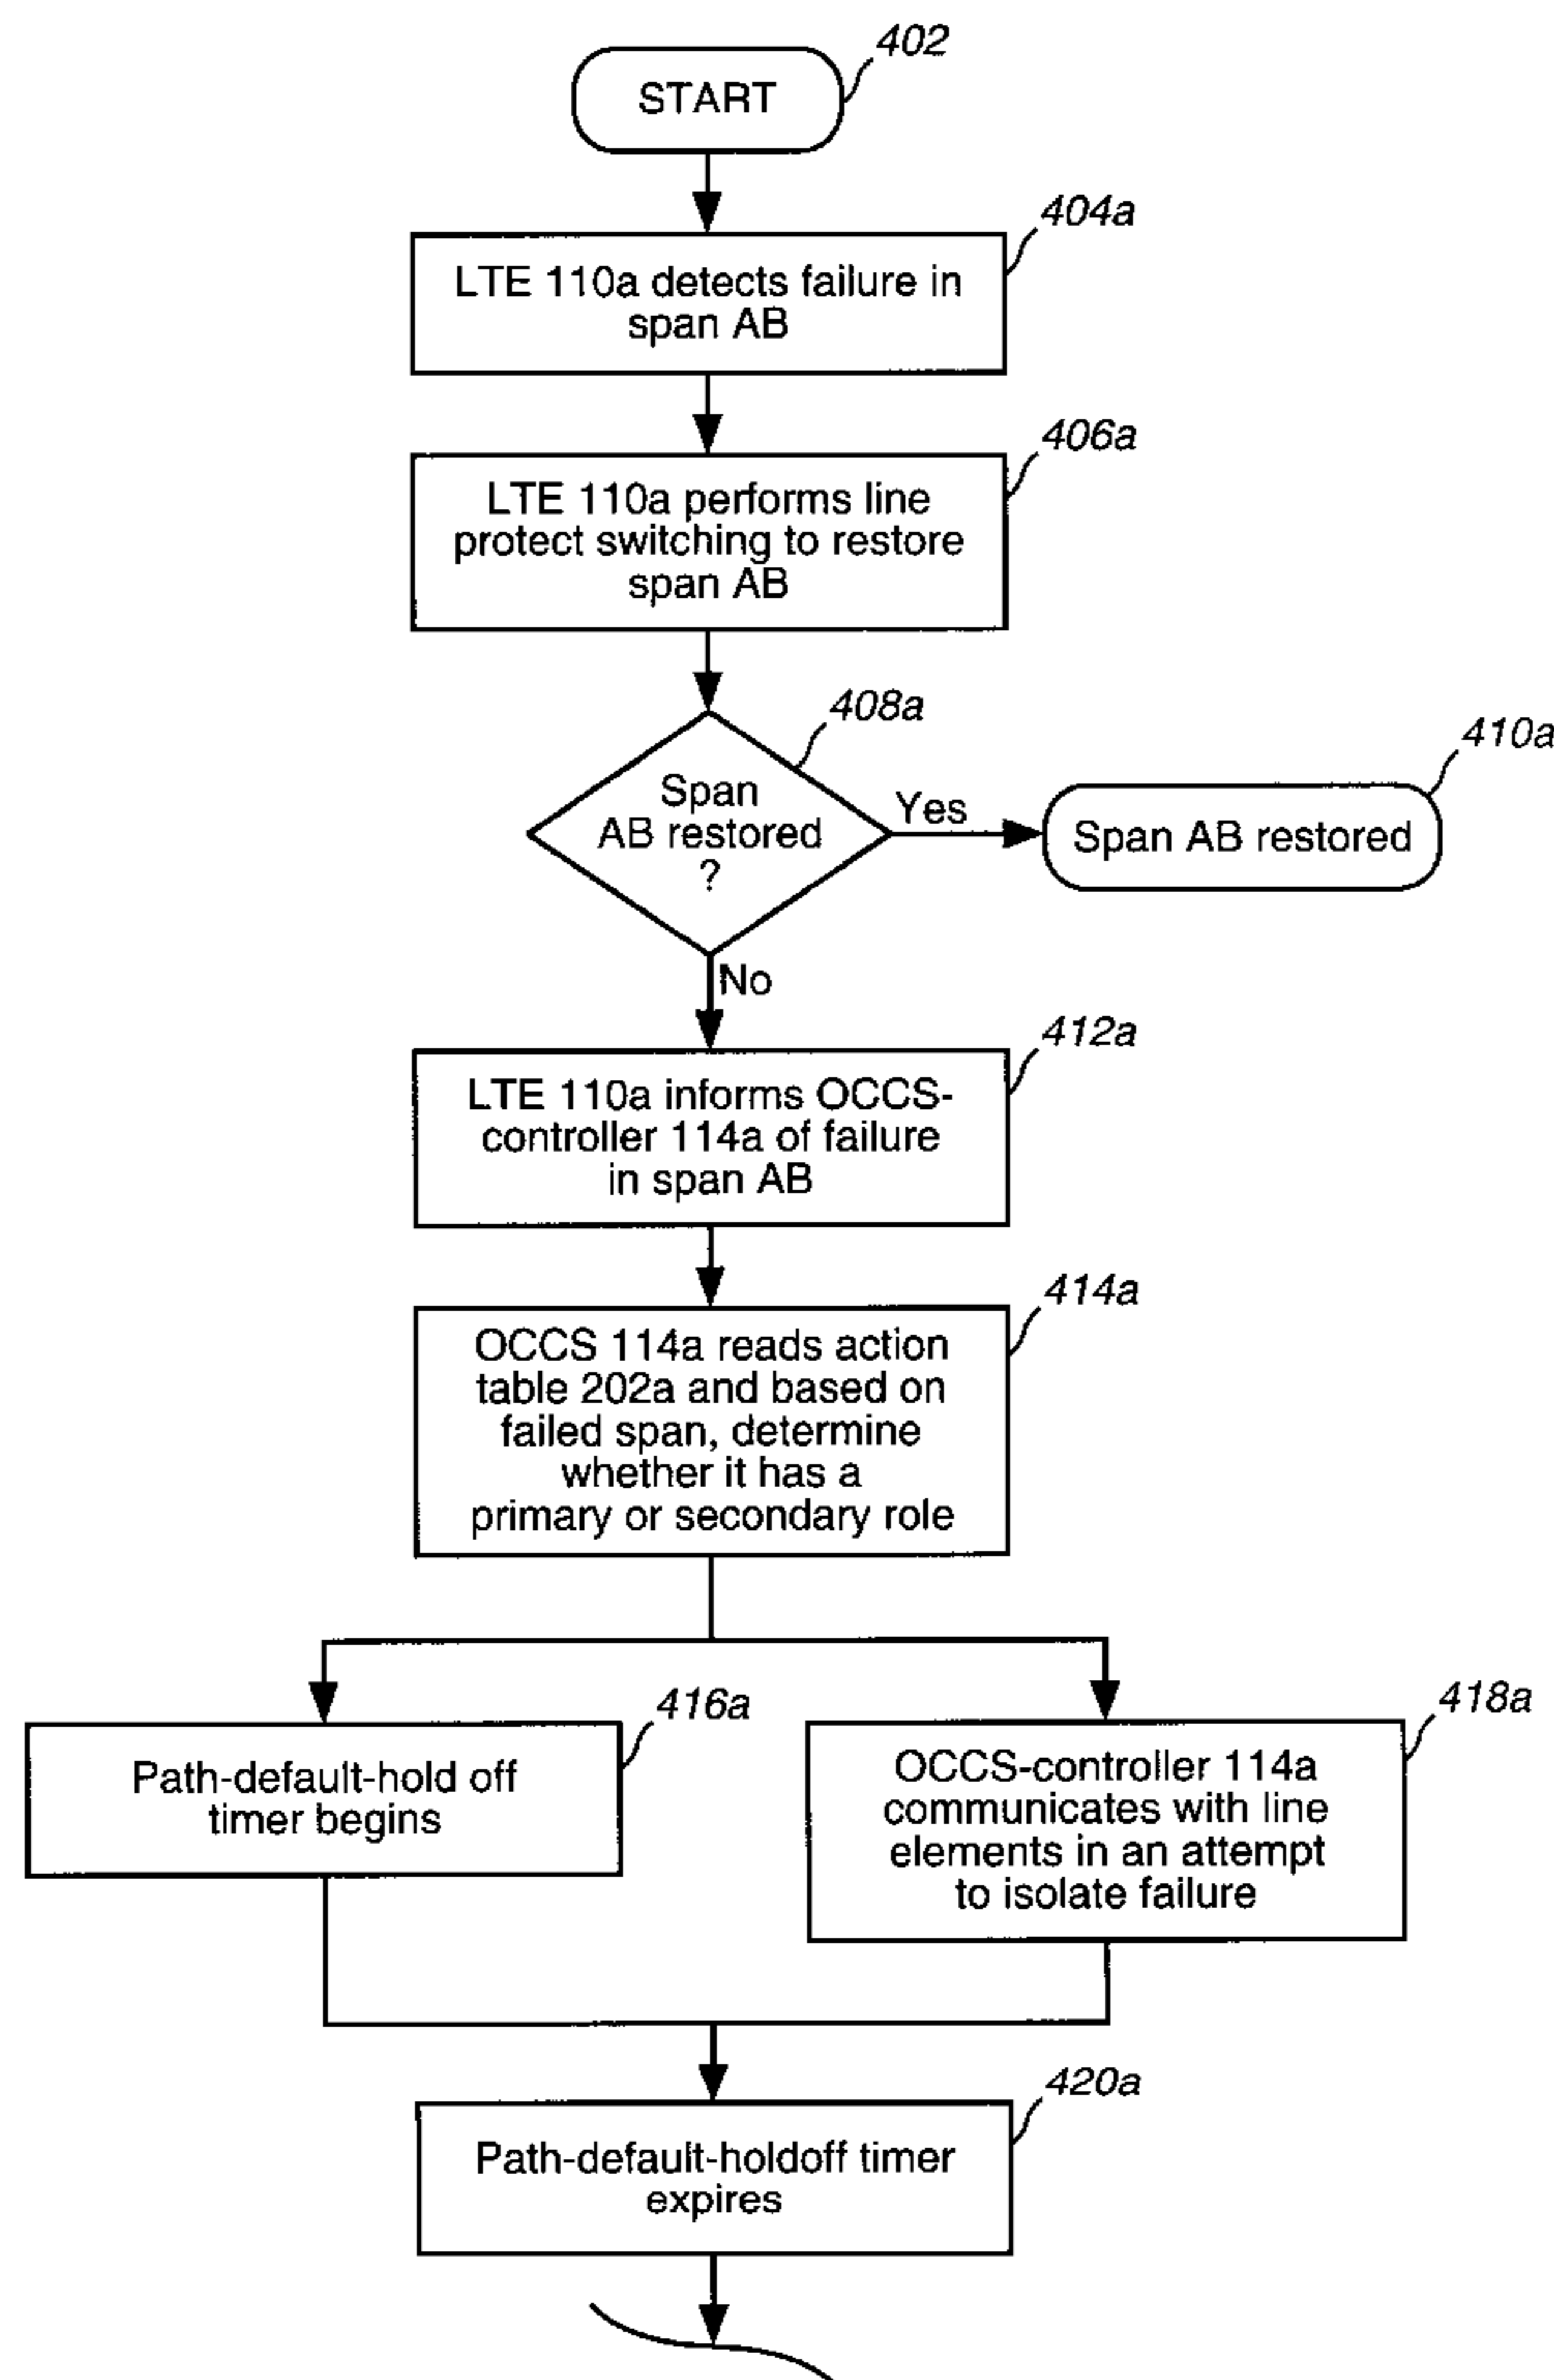 402
START
404a
LTE 110a detects failure in
span AB
406a
LTE 110a performs line
protect switching to restore
span AB
408a
Span
AB restored
?
Yes
410a
Span AB restored
No
412a
LTE 110a informs OCCS-
controller 114a of failure
in span AB
414a
OCCS 114a reads action
table 202a and based on
failed span, determine
whether it has a
primary or secondary role
416a
Path-default-hold off
timer begins
418a
OCCS-controller 114a
communicates with line
elements in an attempt
to isolate failure
420a
Path-default-holdoff timer
expires